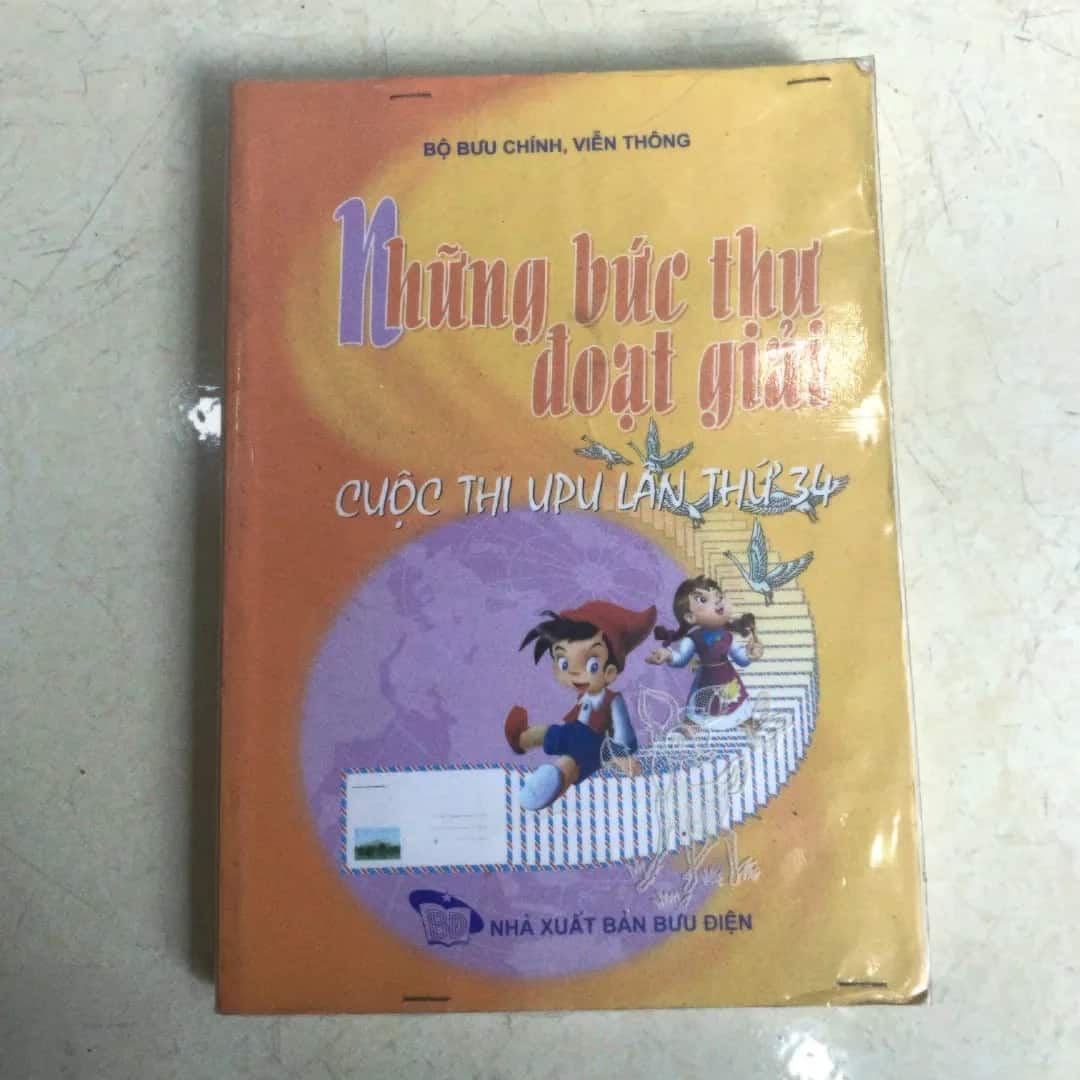 BỘ BƯU CHÍNH, VIỄN THÔNG
Những bức thư
đoạt giải
CUỘC THI UPU LẦN THỨ 34
BĐ
NHÀ XUẤT BẢN BƯU ĐIỆN